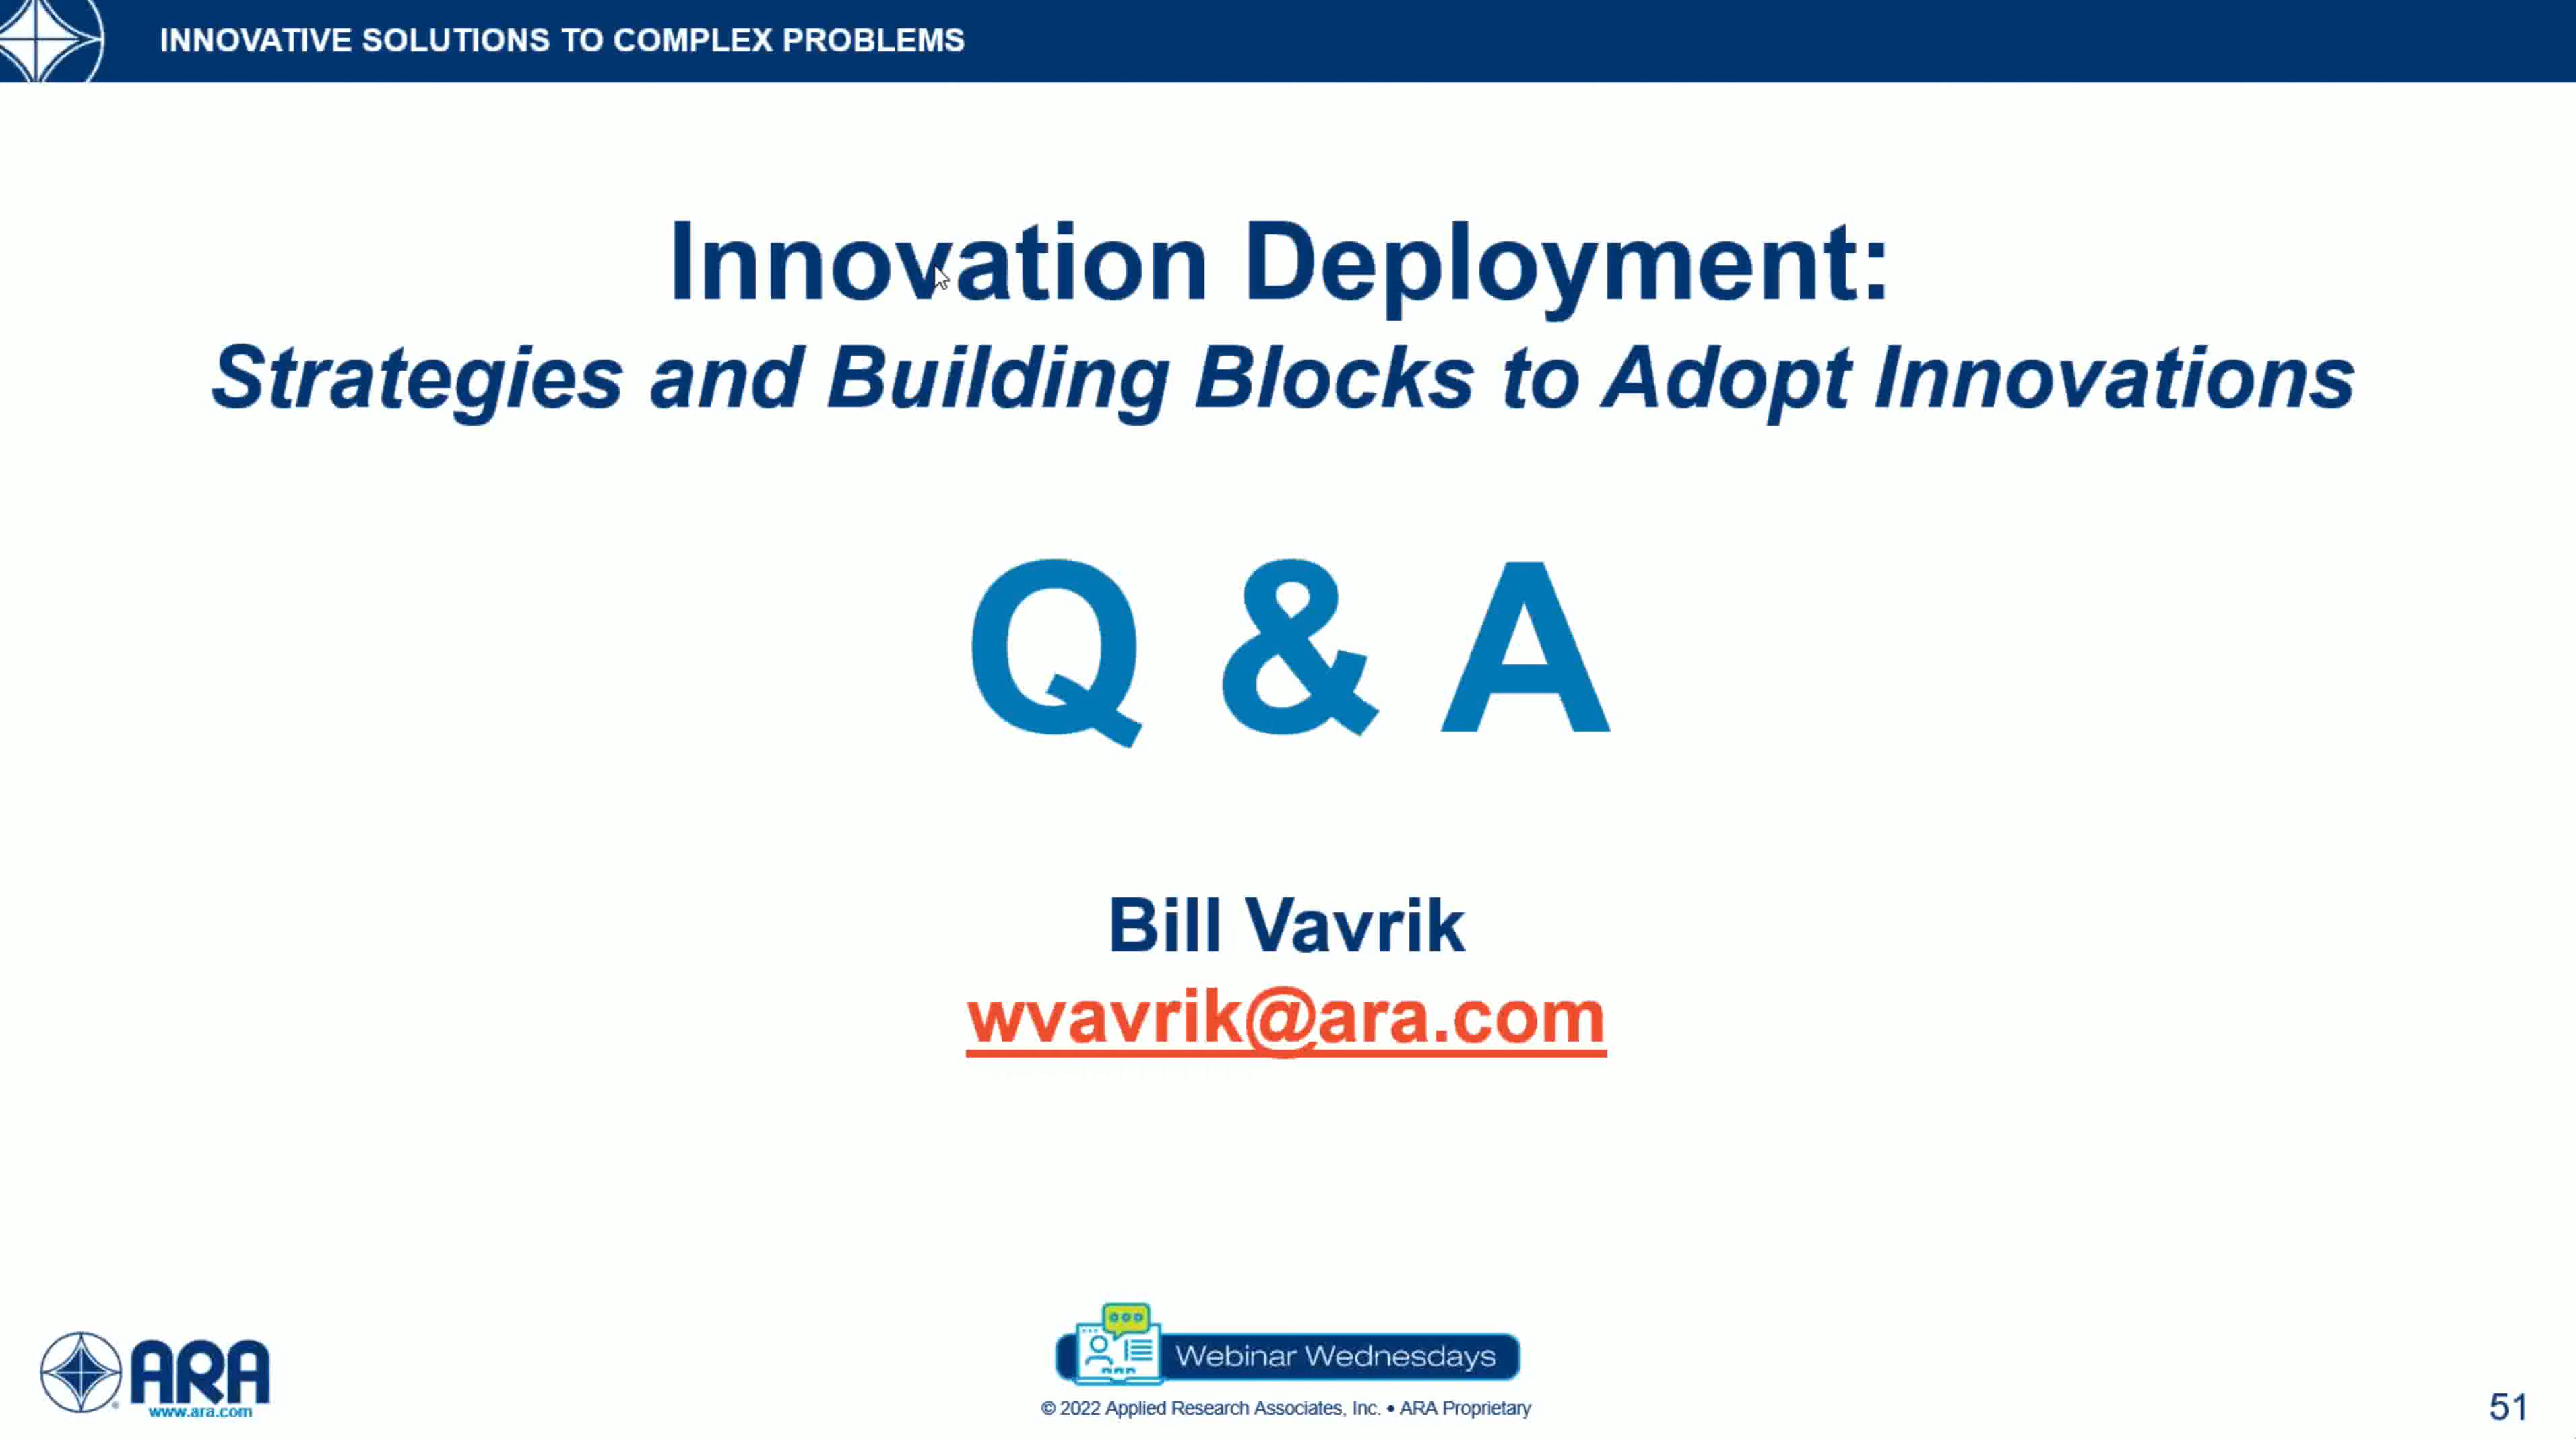 INNOVATIVE SOLUTIONS TO COMPLEX PROBLEMS
Innovation Deployment:
Strategies and Building Blocks to Adopt Innovations
Q & A
Bill Vavrik
wvavrik@ara.com
ARA
www.ara.com
Webinar Wednesdays
© 2022 Applied Research Associates, Inc. • ARA Proprietary
51